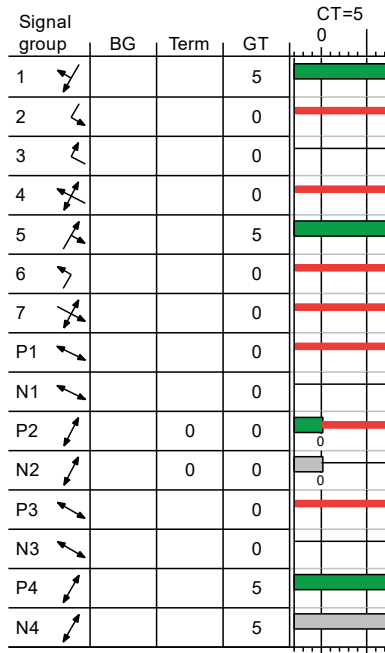 CT=5
Signal group BG Term GT 0
1 5
2 0
3 0
4 0
5 5
6 0
7 0
P1 0
N1 0
P2 0 0 0
N2 0 0 0
P3 0
N3 0
P4 5
N4 5